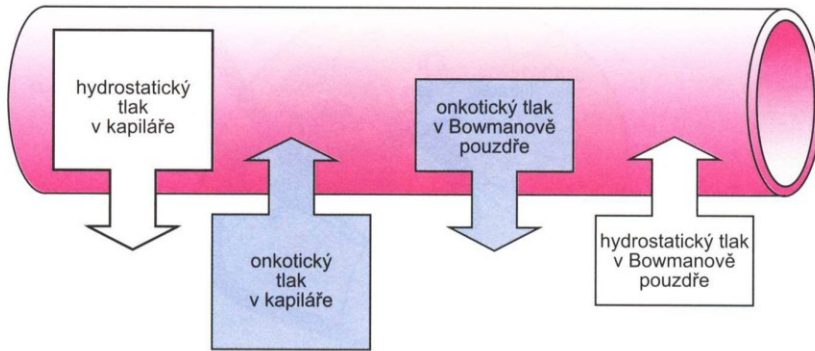 hydrostatický
tlak
v kapiláře
onkotický
tlak
v kapiláře
onkotický tlak
v Bowmanově
pouzdře
hydrostatický tlak
v Bowmanově
pouzdře